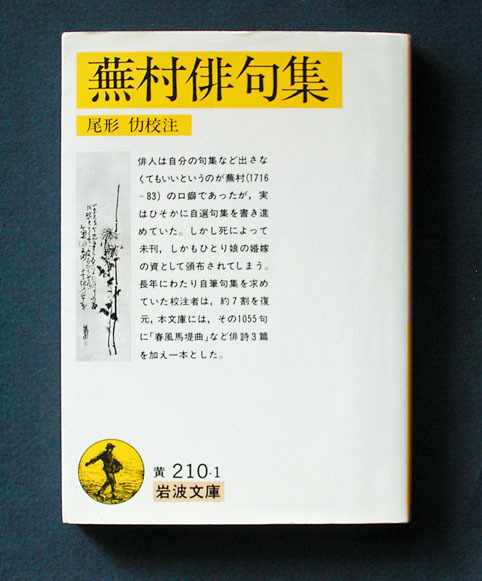 蕪村俳句集
尾形 仂校注
俳人は自分の句集など出さな
くてもいいというのが蕪村(1716
-83)の口癖であったが，実
はひそかに自選句集を書き進
めていた。しかし死によって
未刊，しかもひとり娘の婚嫁
の資として頒布されてしまう。
長年にわたり自筆句集を求め
ていた校注者は，約7割を復
元，本文庫には，その1055句
に「春風馬堤曲」など俳詩3篇
を加え一本とした。
黄 210-1
岩波文庫